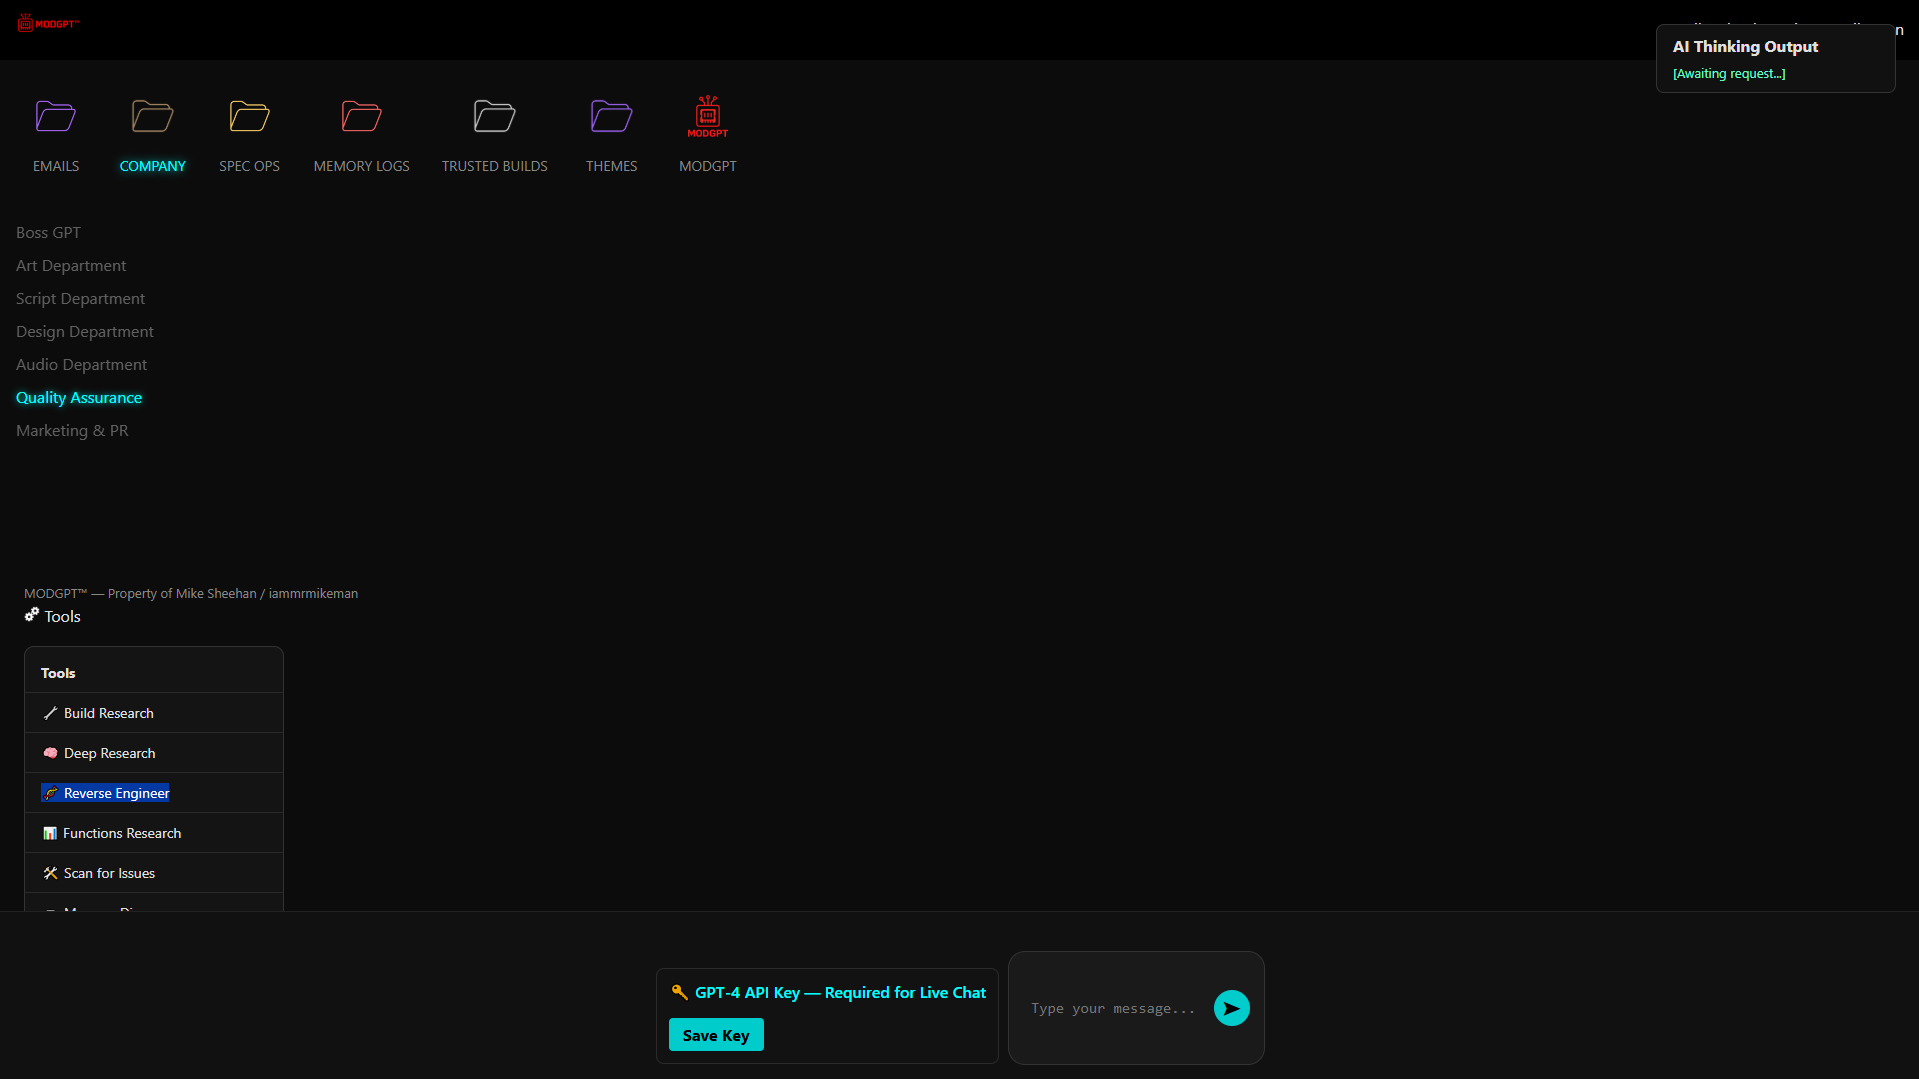 MODGPT™
AI Thinking Output
[Awaiting request...]
MODGPT
EMAILS
COMPANY
SPEC OPS
MEMORY LOGS
TRUSTED BUILDS
THEMES
MODGPT
Boss GPT
Art Department
Script Department
Design Department
Audio Department
Quality Assurance
Marketing & PR
MODGPT™ — Property of Mike Sheehan / iammrmikeman
Tools
Tools
Build Research
Deep Research
Reverse Engineer
Functions Research
Scan for Issues
GPT-4 API Key — Required for Live Chat
Save Key
Type your message...